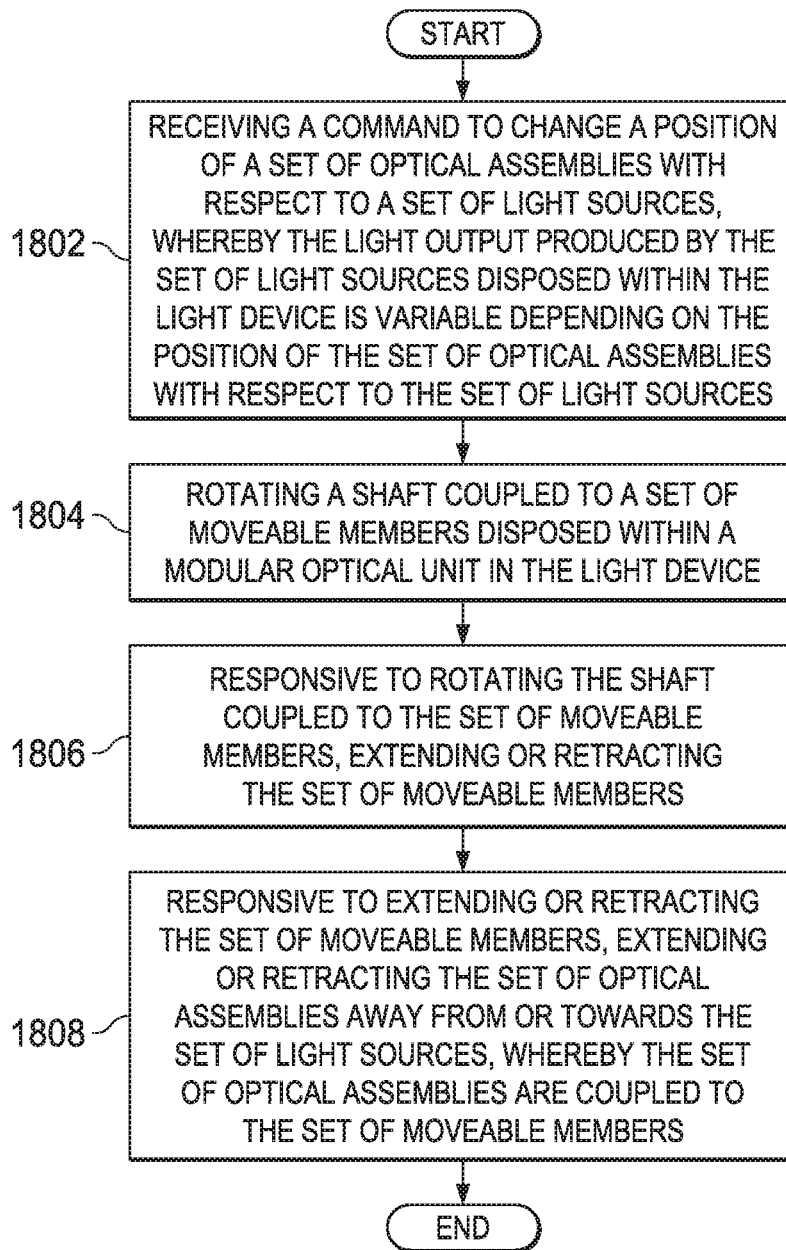 START
RECEIVING A COMMAND TO CHANGE A POSITION
OF A SET OF OPTICAL ASSEMBLIES WITH
RESPECT TO A SET OF LIGHT SOURCES,
WHEREBY THE LIGHT OUTPUT PRODUCED BY THE
SET OF LIGHT SOURCES DISPOSED WITHIN THE
LIGHT DEVICE IS VARIABLE DEPENDING ON THE
POSITION OF THE SET OF OPTICAL ASSEMBLIES
WITH RESPECT TO THE SET OF LIGHT SOURCES
1802
ROTATING A SHAFT COUPLED TO A SET OF
MOVEABLE MEMBERS DISPOSED WITHIN A
MODULAR OPTICAL UNIT IN THE LIGHT DEVICE
1804
RESPONSIVE TO ROTATING THE SHAFT
COUPLED TO THE SET OF MOVEABLE
MEMBERS, EXTENDING OR RETRACTING
THE SET OF MOVEABLE MEMBERS
1806
RESPONSIVE TO EXTENDING OR RETRACTING
THE SET OF MOVEABLE MEMBERS, EXTENDING
OR RETRACTING THE SET OF OPTICAL
ASSEMBLIES AWAY FROM OR TOWARDS THE
SET OF LIGHT SOURCES, WHEREBY THE SET
OF OPTICAL ASSEMBLIES ARE COUPLED TO
THE SET OF MOVEABLE MEMBERS
1808
END